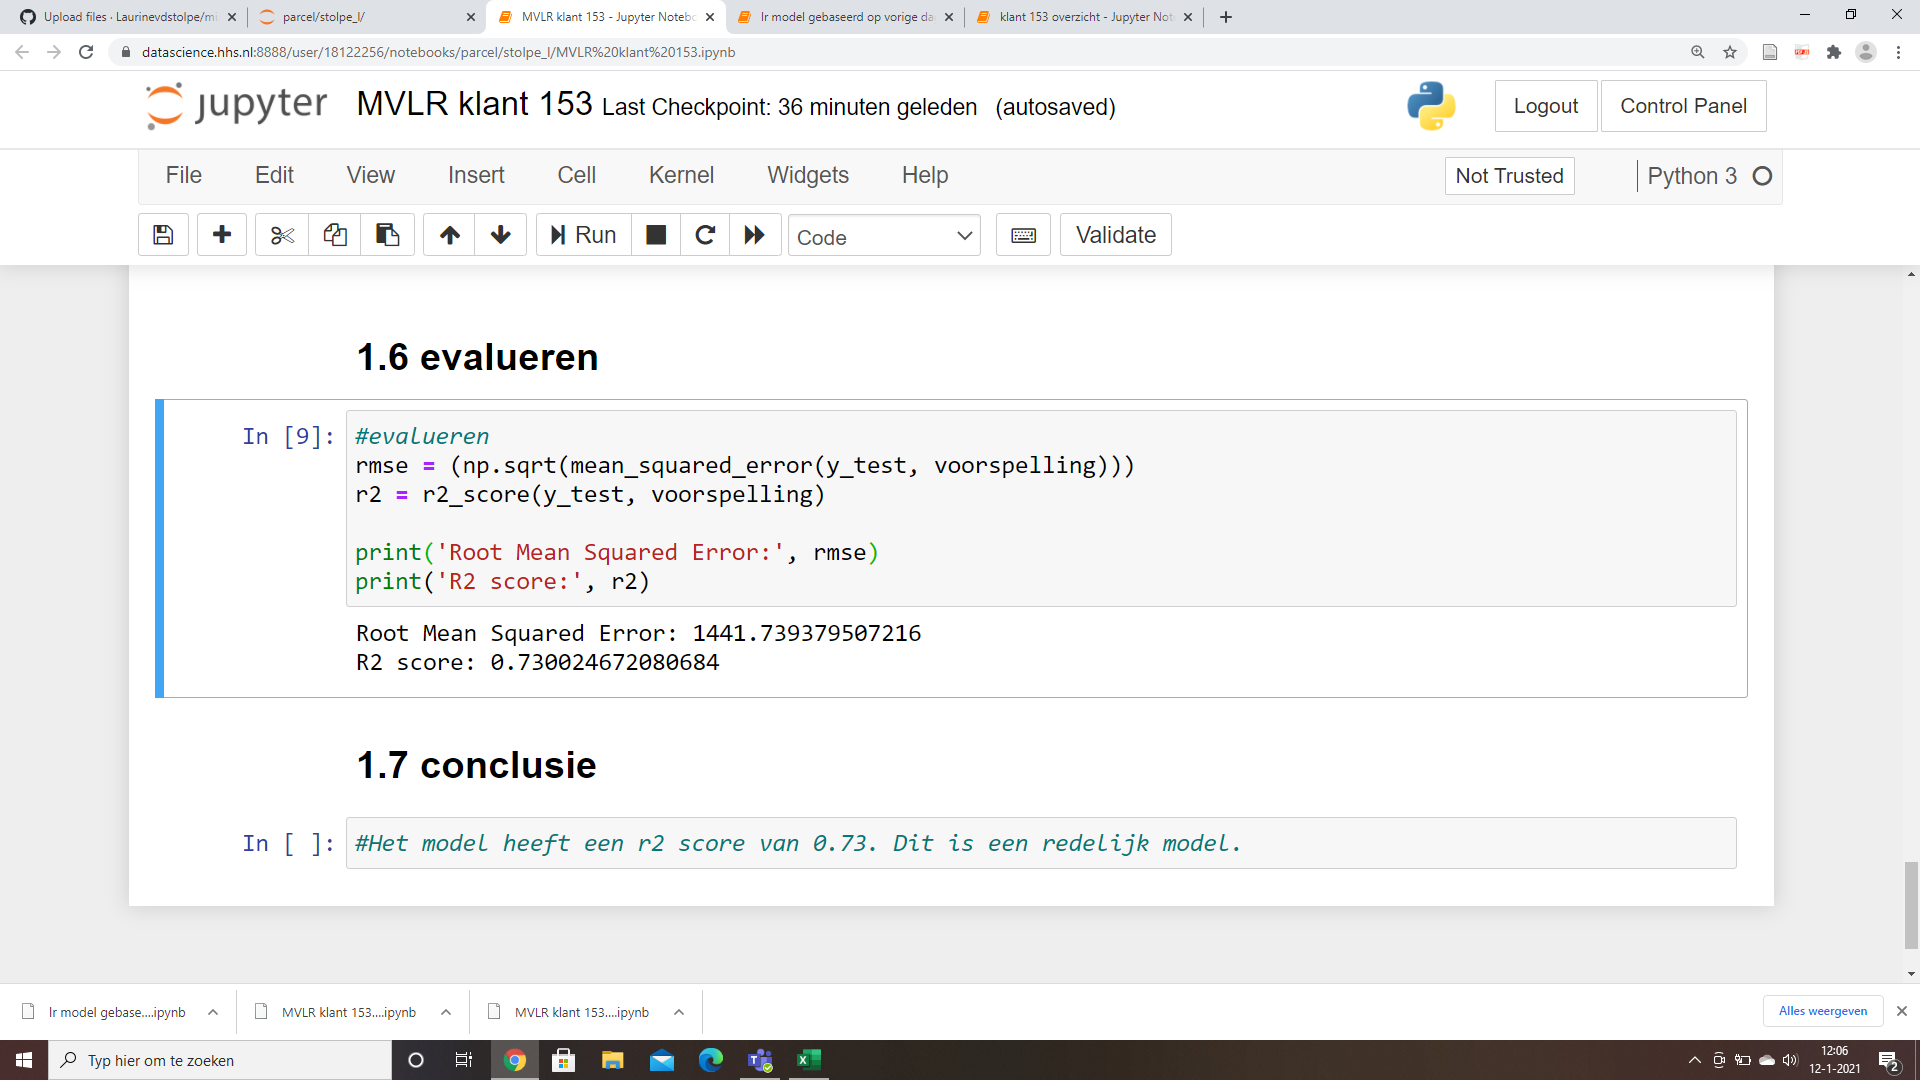 Upload files · Laurinevdstolpe/mi
parcel/stolpe_l/
MVLR klant 153 - Jupyter Notebo
lr model gebaseerd op vorige da
klant 153 overzicht - Jupyter Not
datascience.hhs.nl:8888/user/18122256/notebooks/parcel/stolpe_l/MVLR%20klant%20153.ipynb
jupyter MVLR klant 153 Last Checkpoint: 36 minuten geleden (autosaved)
Logout
Control Panel
File Edit View Insert Cell Kernel Widgets Help
Not Trusted
Python 3
Run
Code
Validate
1.6 evalueren
In [9]:
#evalueren
rmse = (np.sqrt(mean_squared_error(y_test, voorspelling)))
r2 = r2_score(y_test, voorspelling)
print('Root Mean Squared Error:', rmse)
print('R2 score:', r2)
Root Mean Squared Error: 1441.739379507216
R2 score: 0.730024672080684
1.7 conclusie
In [ ]:
#Het model heeft een r2 score van 0.73. Dit is een redelijk model.
lr model gebase....ipynb
MVLR klant 153....ipynb
MVLR klant 153....ipynb
Alles weergeven
Typ hier om te zoeken
12:06
12-1-2021
2